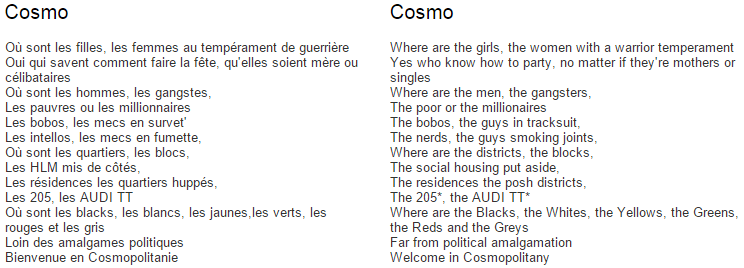 Cosmo
Où sont les filles, les femmes au tempérament de guerrière
Oui qui savent comment faire la fête, qu'elles soient mère ou
célibataires
Où sont les hommes, les gangstes,
Les pauvres ou les millionnaires
Les bobos, les mecs en survet'
Les intellos, les mecs en fumette,
Où sont les quartiers, les blocs,
Les HLM mis de côtés,
Les résidences les quartiers huppés,
Les 205, les AUDI TT
Où sont les blacks, les blancs, les jaunes,les verts, les
rouges et les gris
Loin des amalgames politiques
Bienvenue en Cosmopolitanie
Cosmo
Where are the girls, the women with a warrior temperament
Yes who know how to party, no matter if they're mothers or
singles
Where are the men, the gangsters,
The poor or the millionaires
The bobos, the guys in tracksuit,
The nerds, the guys smoking joints,
Where are the districts, the blocks,
The social housing put aside,
The residences the posh districts,
The 205*, the AUDI TT*
Where are the Blacks, the Whites, the Yellows, the Greens,
the Reds and the Greys
Far from political amalgamation
Welcome in Cosmopolitany